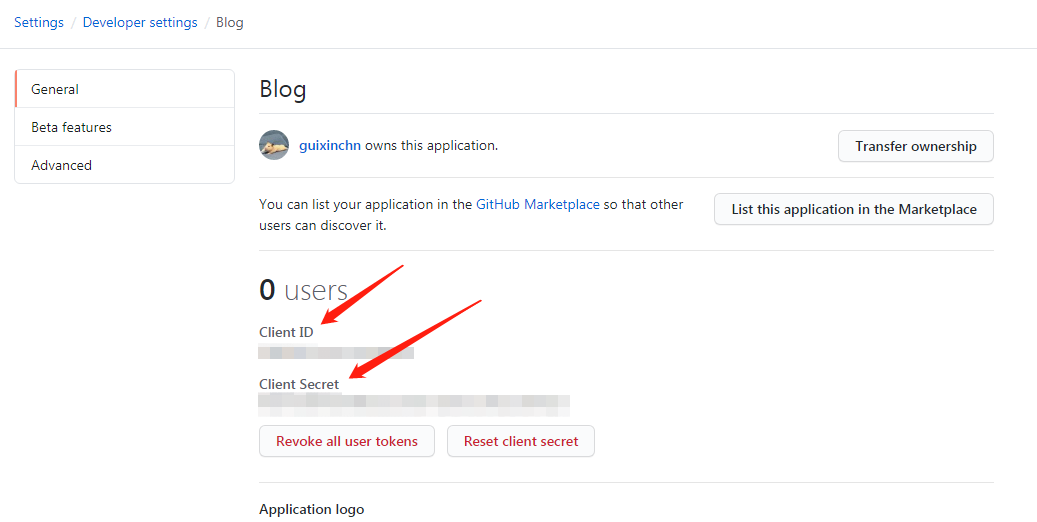 Settings / Developer settings / Blog
General
Beta features
Advanced
Blog
guixinchn owns this application.
Transfer ownership
You can list your application in the GitHub Marketplace so that other
users can discover it.
List this application in the Marketplace
0 users
Client ID
Client Secret
Revoke all user tokens
Reset client secret
Application logo